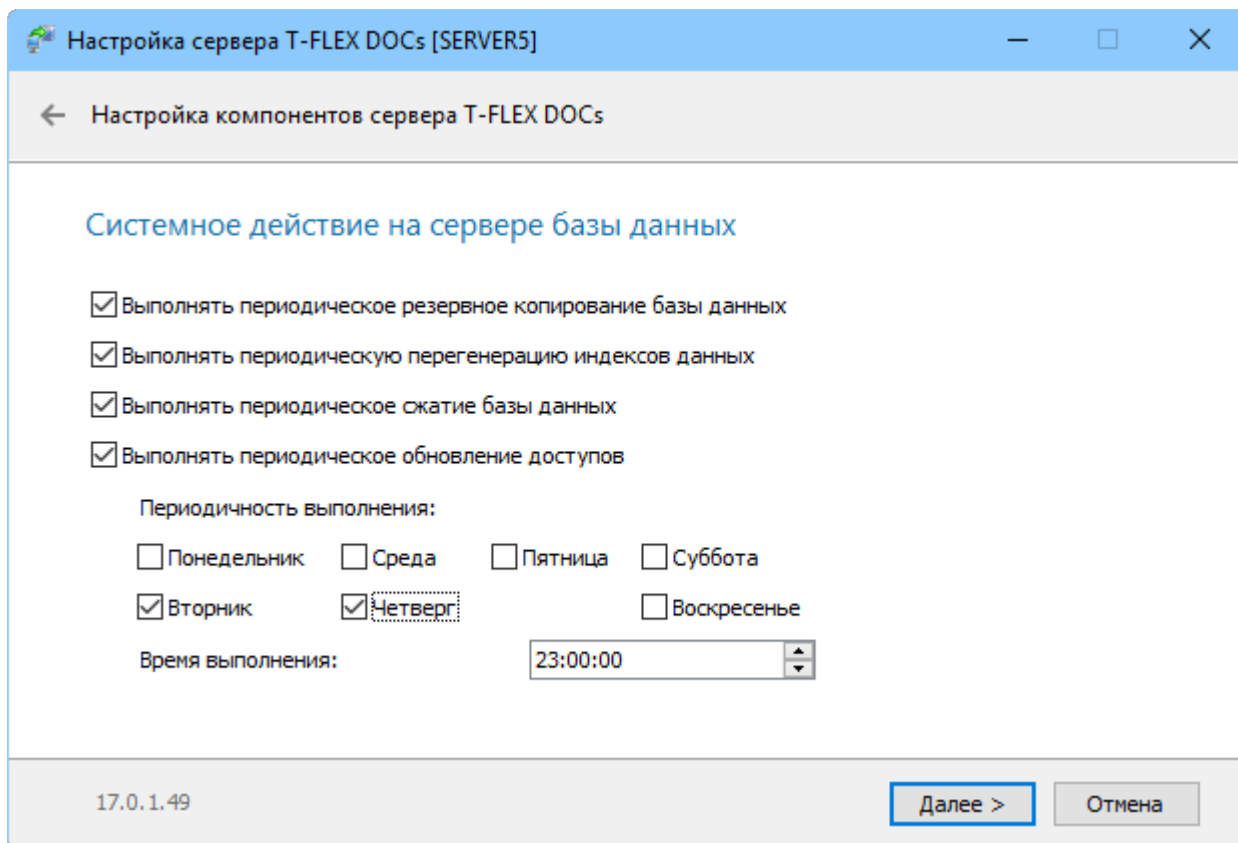 Настройка сервера T-FLEX DOCs [SERVER5]
Настройка компонентов сервера T-FLEX DOCs
Системное действие на сервере базы данных
Выполнять периодическое резервное копирование базы данных
Выполнять периодическую перегенерацию индексов данных
Выполнять периодическое сжатие базы данных
Выполнять периодическое обновление доступов
Периодичность выполнения:
Понедельник Среда Пятница Суббота
Вторник Четверг Воскресенье
Время выполнения: 23:00:00
17.0.1.49 Далее > Отмена